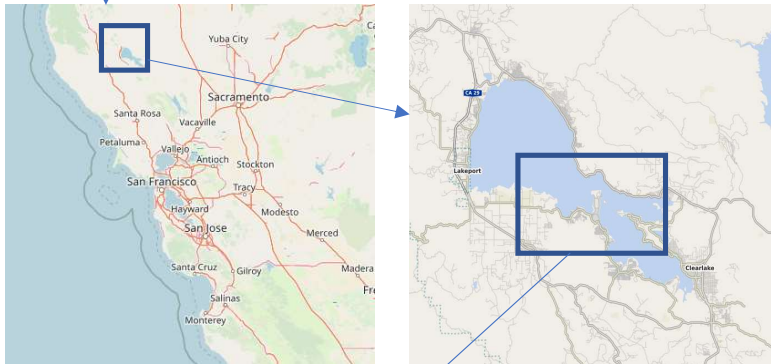 Yuba City
Sacramento
Santa Rosa
Vacaville
Petaluma
Vallejo
Antioch
Stockton
San Francisco
Tracy
Hayward
Modesto
San Jose
Merced
Santa Cruz
Gilroy
Madera
Salinas
Fre
Monterey
CA 29
Lakeport
Clearlake